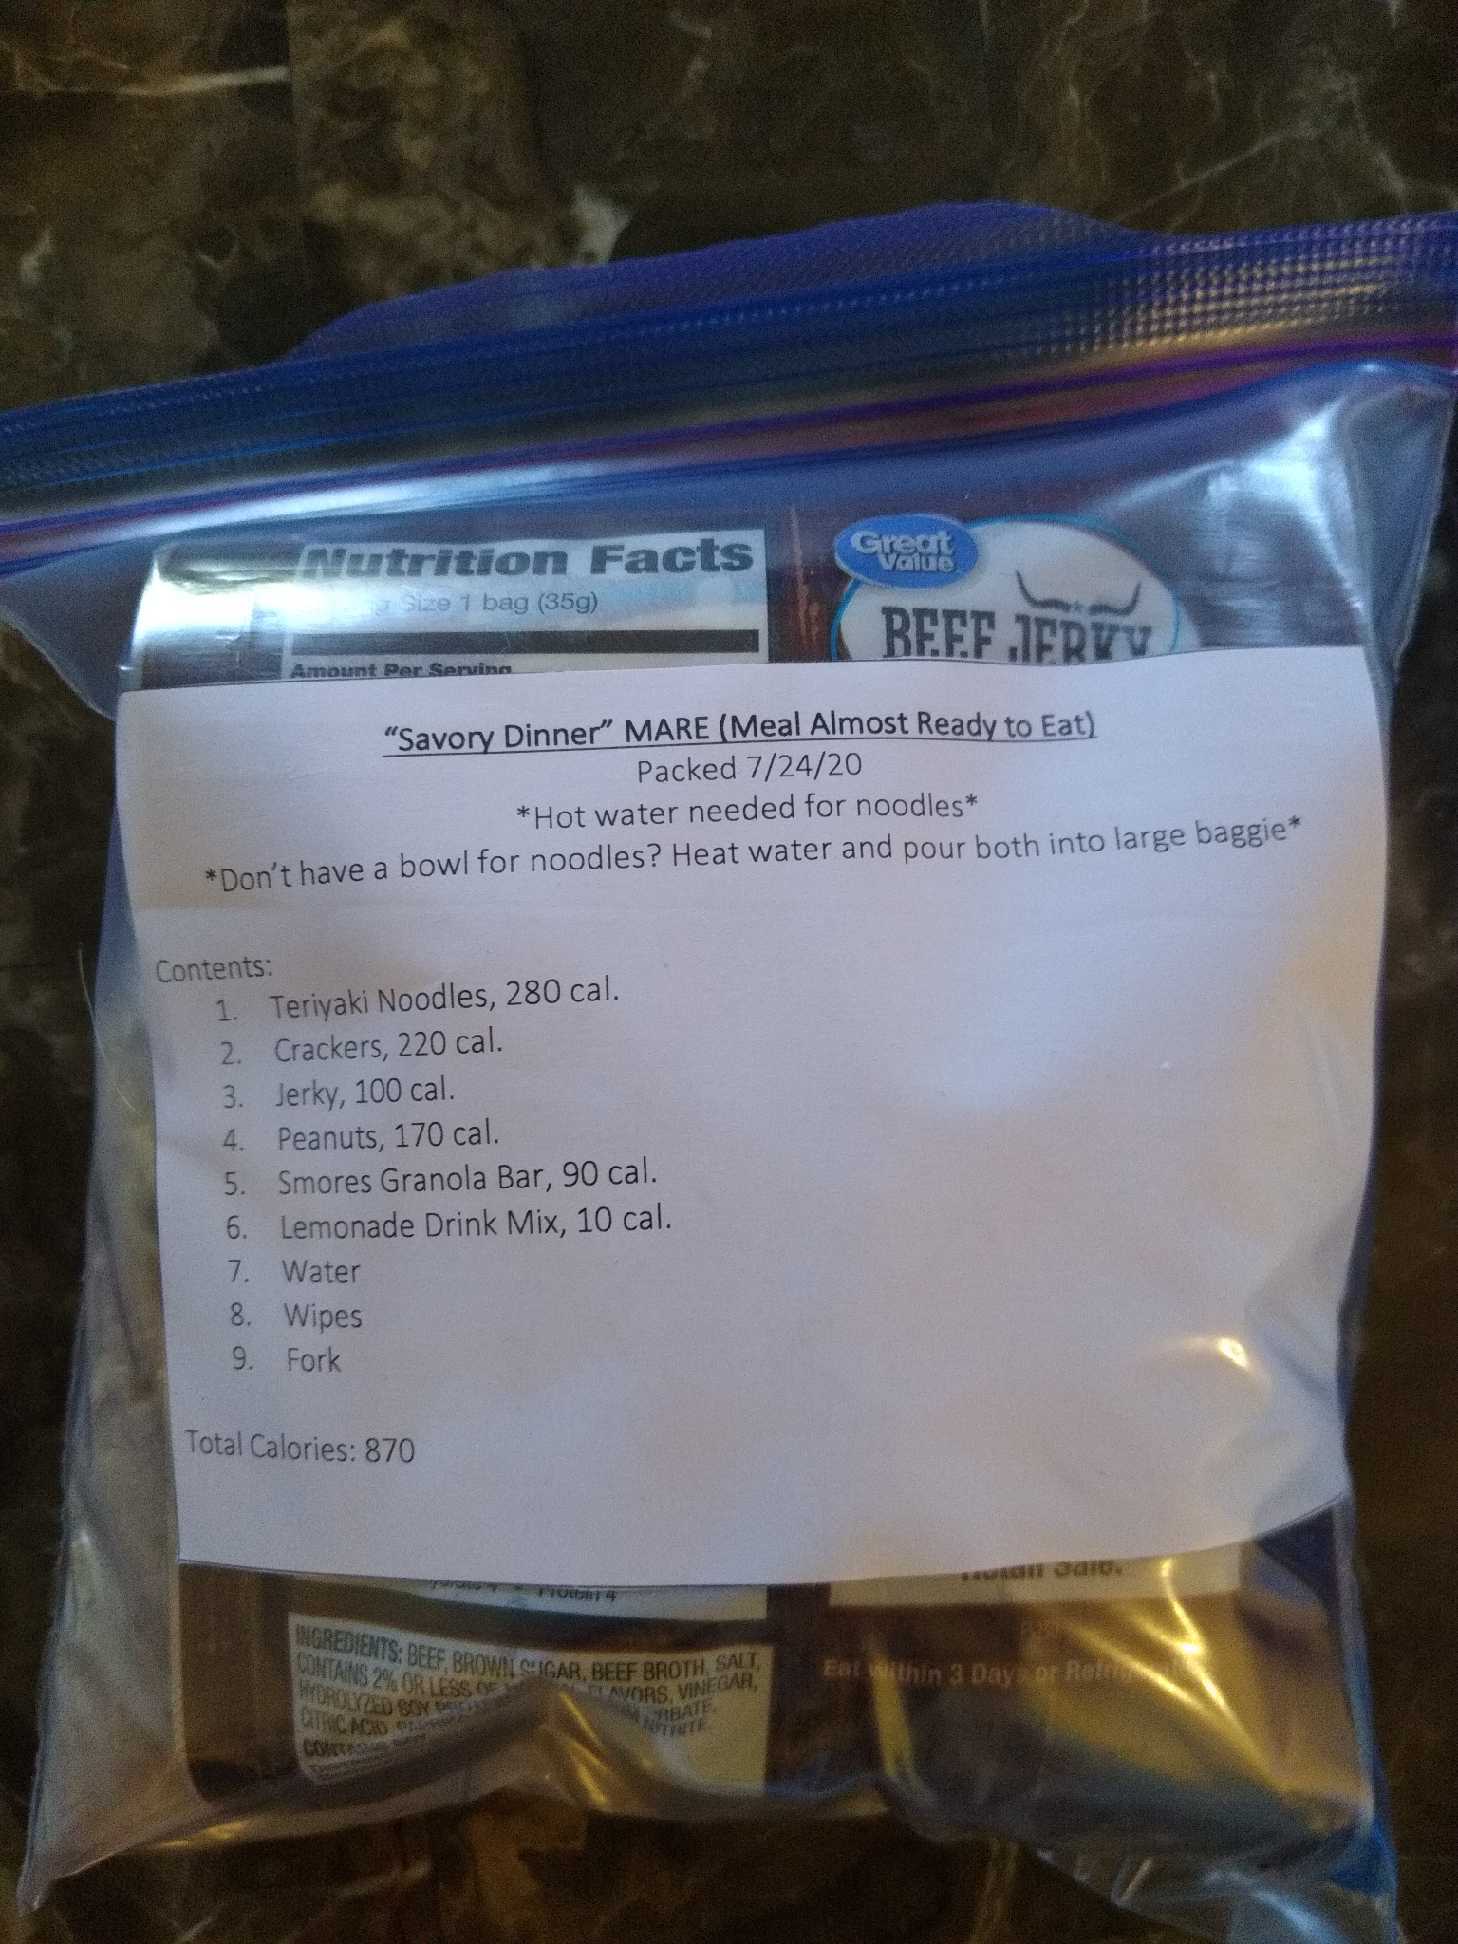 Nutrition Facts
Size 1 bag (35g)
Amount Per Serving
Great
Value
BEEF JERKY
“Savory Dinner” MARE (Meal Almost Ready to Eat)
Packed 7/24/20
*Hot water needed for noodles*
*Don’t have a bowl for noodles? Heat water and pour both into large baggie*
Contents:
1. Teriyaki Noodles, 280 cal.
2. Crackers, 220 cal.
3. Jerky, 100 cal.
4. Peanuts, 170 cal.
5. Smores Granola Bar, 90 cal.
6. Lemonade Drink Mix, 10 cal.
7. Water
8. Wipes
9. Fork
Total Calories: 870
Protein 4
INGREDIENTS: BEEF, BROWN SUGAR, BEEF BROTH, SALT,
CONTAINS 2% OR LESS OF FLAVORS, VINEGAR,
HYDROLYZED SOY
CITRIC ACID
Eat Within 3 Days or